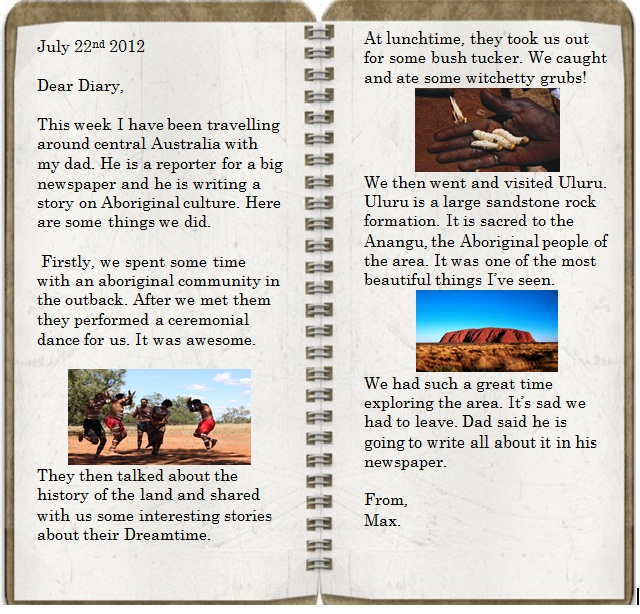 July 22nd 2012
Dear Diary,
This week I have been travelling
around central Australia with
my dad. He is a reporter for a big
newspaper and he is writing a
story on Aboriginal culture. Here
are some things we did.
Firstly, we spent some time
with an aboriginal community in
the outback. After we met them
they performed a ceremonial
dance for us. It was awesome.
They then talked about the
history of the land and shared
with us some interesting stories
about their Dreamtime.
At lunchtime, they took us out
for some bush tucker. We caught
and ate some witchetty grubs!
We then went and visited Uluru.
Uluru is a large sandstone rock
formation. It is sacred to the
Anangu, the Aboriginal people of
the area. It was one of the most
beautiful things I've seen.
We had such a great time
exploring the area. It's sad we
had to leave. Dad said he is
going to write all about it in his
newspaper.
From,
Max.